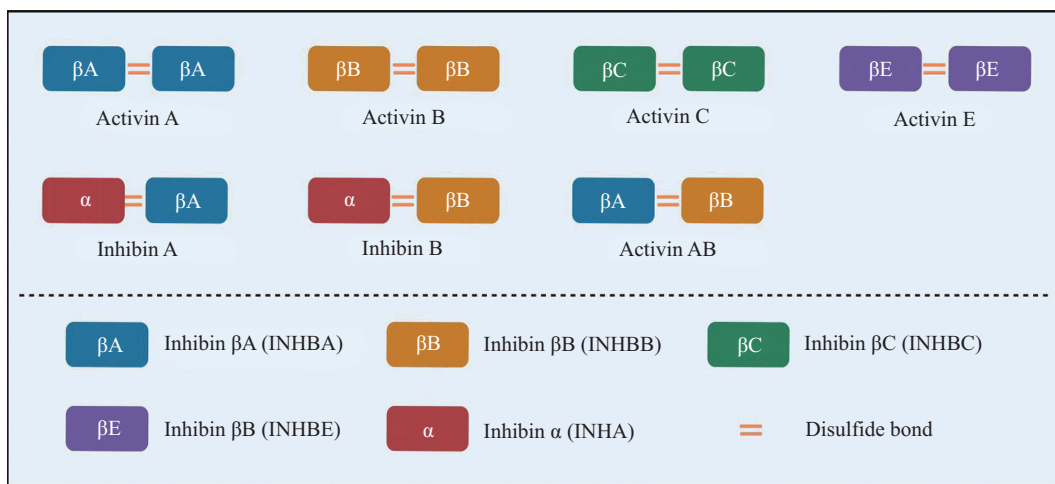 βA βA βB βB βC βC βE βE
Activin A Activin B Activin C Activin E
α βA α βB βA βB
Inhibin A Inhibin B Activin AB
βA Inhibin βA (INHBA) βB Inhibin βB (INHBB) βC Inhibin βC (INHBC)
βE Inhibin βB (INHBE) α Inhibin α (INHA) = Disulfide bond